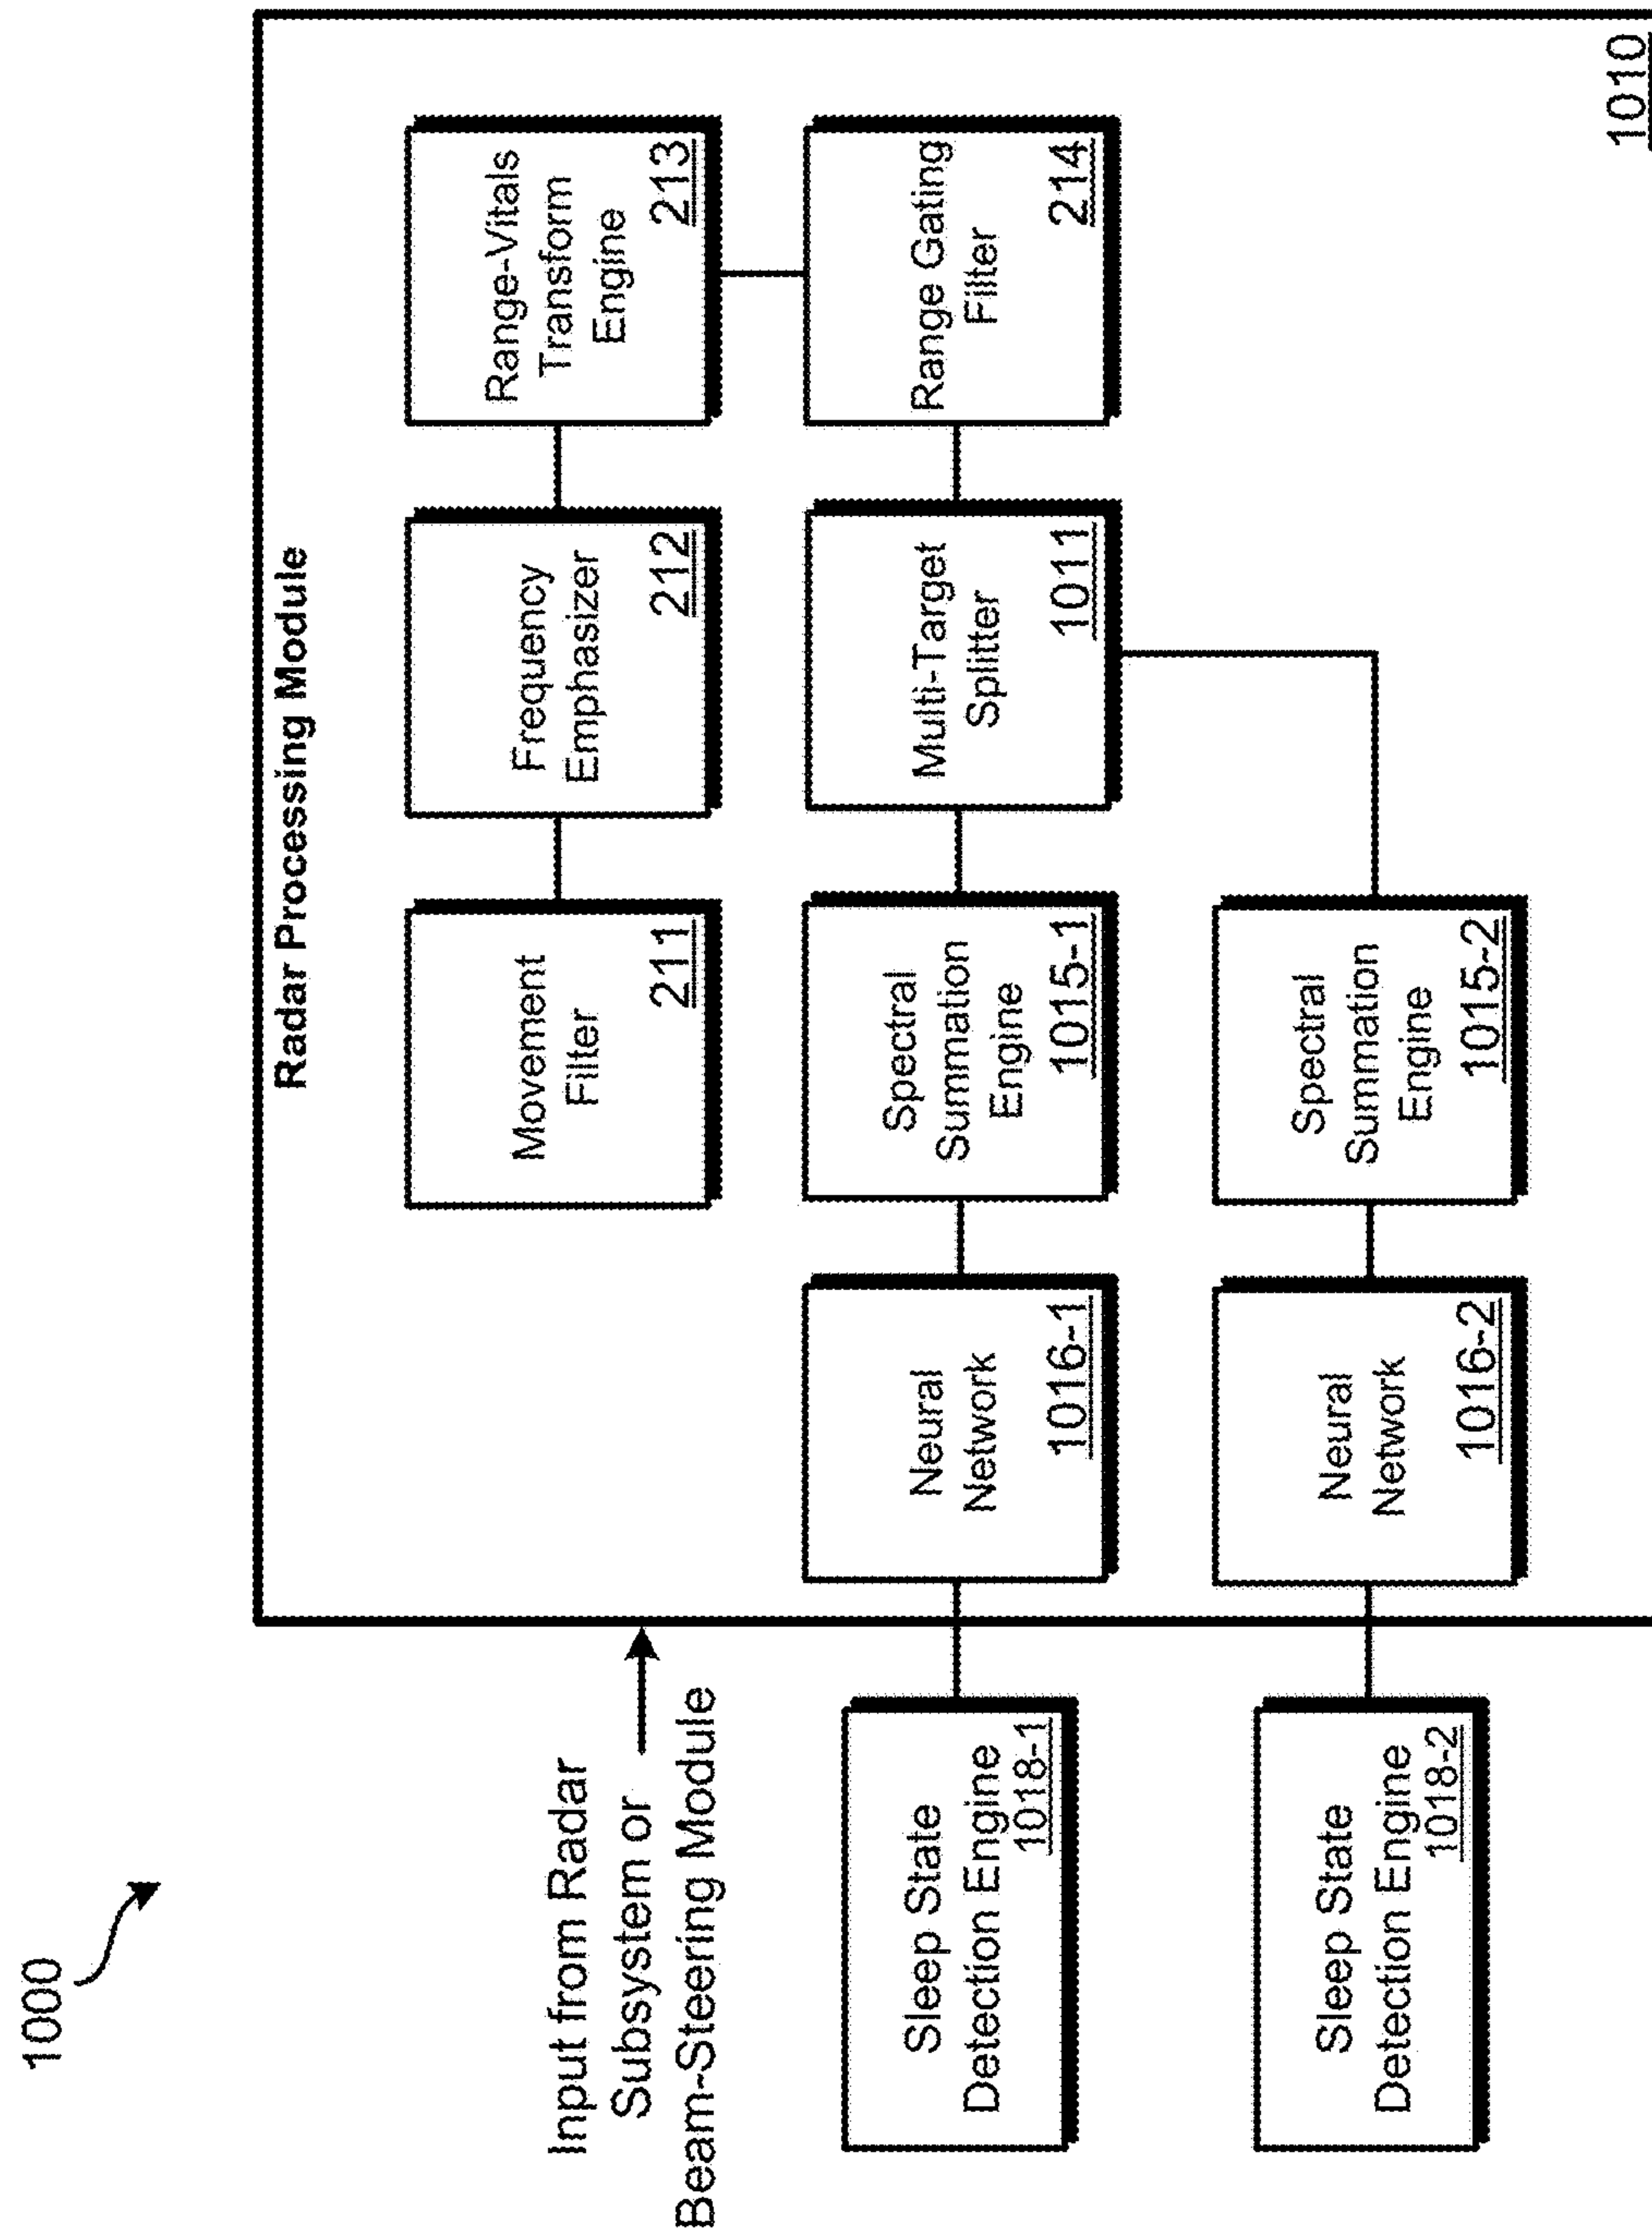 1000
Radar Processing Module
Input from Radar
Subsystem or
Beam-Steering Module
Movement
Filter
211
Frequency
Emphasizer
212
Range-Vitals
Transform
Engine
213
Sleep State
Detection Engine
1018-1
Neural
Network
1016-1
Spectral
Summation
Engine
1015-1
Multi-Target
Splitter
1011
Range Gating
Filter
214
Sleep State
Detection Engine
1018-2
Neural
Network
1016-2
Spectral
Summation
Engine
1015-2
1010